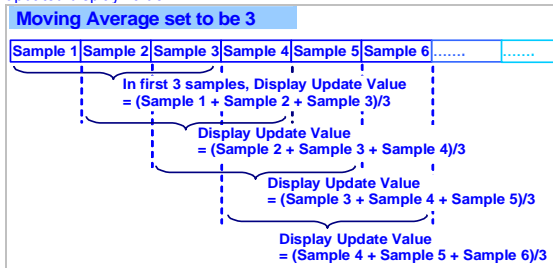 Moving Average set to be 3
Sample 1 Sample 2 Sample 3 Sample 4 Sample 5 Sample 6 ....... .......
In first 3 samples, Display Update Value
= (Sample 1 + Sample 2 + Sample 3)/3
Display Update Value
= (Sample 2 + Sample 3 + Sample 4)/3
Display Update Value
= (Sample 3 + Sample 4 + Sample 5)/3
Display Update Value
= (Sample 4 + Sample 5 + Sample 6)/3